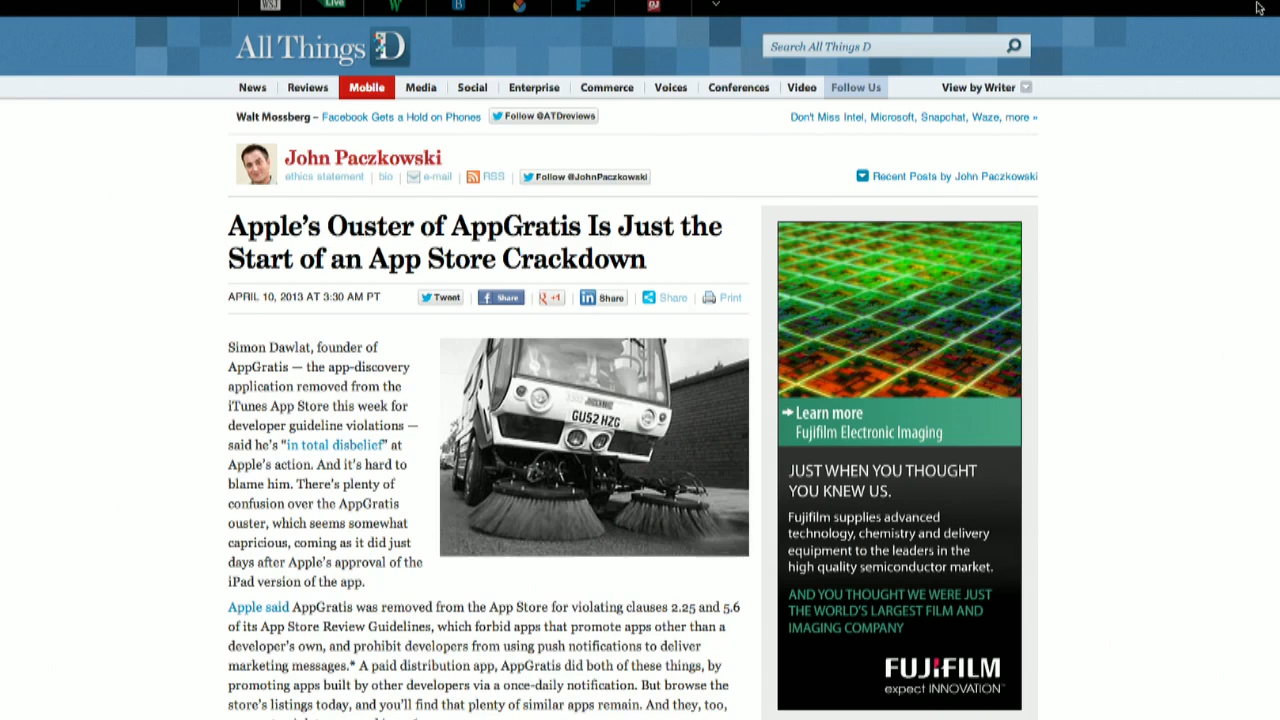 WSJ Live
All Things D
Search All Things D
News Reviews Mobile Media Social Enterprise Commerce Voices Conferences Video Follow Us View by Writer
Walt Mossberg – Facebook Gets a Hold on Phones Follow @ATDreviews Don't Miss Intel, Microsoft, Snapchat, Waze, more »
John Paczkowski
ethics statement | bio | e-mail | RSS | Follow @JohnPaczkowski Recent Posts by John Paczkowski
Apple's Ouster of AppGratis Is Just the
Start of an App Store Crackdown
APRIL 10, 2013 AT 3:30 AM PT Tweet | Share | +1 | Share | Share | Print
Simon Dawlat, founder of
AppGratis — the app-discovery
application removed from the
iTunes App Store this week for
developer guideline violations —
said he's “in total disbelief” at
Apple's action. And it's hard to
blame him. There's plenty of
confusion over the AppGratis
ouster, which seems somewhat
capricious, coming as it did just
days after Apple's approval of the
iPad version of the app.
GU52 HZG
Apple said AppGratis was removed from the App Store for violating clauses 2.25 and 5.6
of its App Store Review Guidelines, which forbid apps that promote apps other than a
developer's own, and prohibit developers from using push notifications to deliver
marketing messages.* A paid distribution app, AppGratis did both of these things, by
promoting apps built by other developers via a once-daily notification. But browse the
store's listings today, and you'll find that plenty of similar apps remain. And they, too,
Learn more
Fujifilm Electronic Imaging
JUST WHEN YOU THOUGHT
YOU KNEW US.
Fujifilm supplies advanced
technology, chemistry and delivery
equipment to the leaders in the
high quality semiconductor market.
AND YOU THOUGHT WE WERE JUST
THE WORLD'S LARGEST FILM AND
IMAGING COMPANY
FUJIFILM
expect INNOVATION